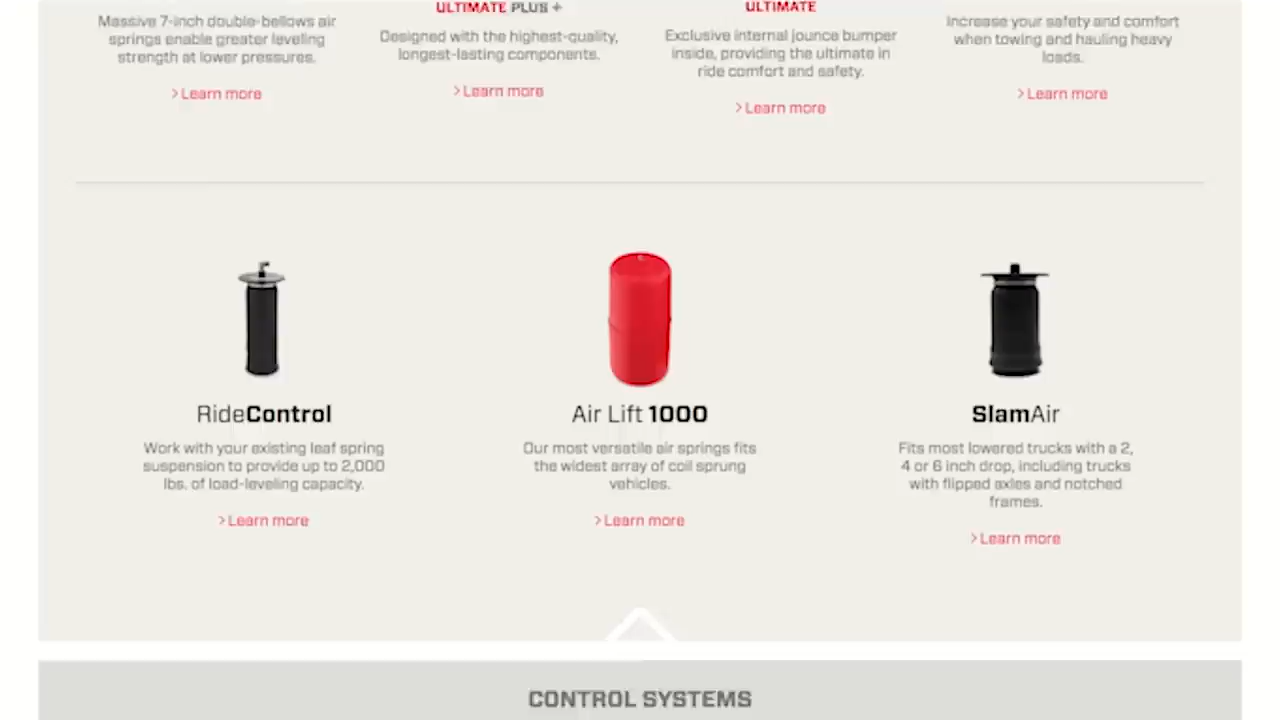 Massive 7-inch double-bellows air
springs enable greater leveling
strength at lower pressures.
> Learn more
ULTIMATE PLUS +
Designed with the highest-quality,
longest-lasting components.
> Learn more
ULTIMATE
Exclusive internal jounce bumper
inside, providing the ultimate in
ride comfort and safety.
> Learn more
Increase your safety and comfort
when towing and hauling heavy
loads.
> Learn more
RideControl
Work with your existing leaf spring
suspension to provide up to 2,000
lbs. of load-leveling capacity.
> Learn more
Air Lift 1000
Our most versatile air springs fits
the widest array of coil sprung
vehicles.
> Learn more
SlamAir
Fits most lowered trucks with a 2,
4 or 6 inch drop, including trucks
with flipped axles and notched
frames.
> Learn more
CONTROL SYSTEMS